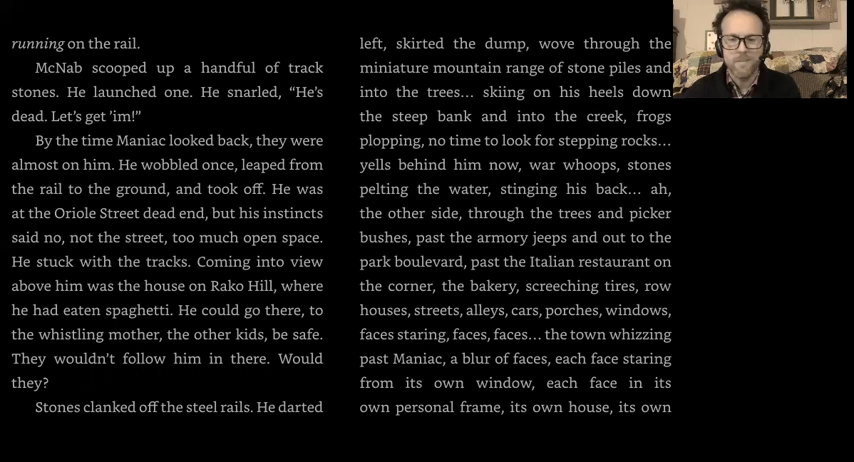 running on the rail.
McNab scooped up a handful of track
stones. He launched one. He snarled, “He’s
dead. Let’s get ’im!”
By the time Maniac looked back, they were
almost on him. He wobbled once, leaped from
the rail to the ground, and took off. He was
at the Oriole Street dead end, but his instincts
said no, not the street, too much open space.
He stuck with the tracks. Coming into view
above him was the house on Rako Hill, where
he had eaten spaghetti. He could go there, to
the whistling mother, the other kids, be safe.
They wouldn’t follow him in there. Would
they?
Stones clanked off the steel rails. He darted
left, skirted the dump, wove through the
miniature mountain range of stone piles and
into the trees… skiing on his heels down
the steep bank and into the creek, frogs
plopping, no time to look for stepping rocks…
yells behind him now, war whoops, stones
pelting the water, stinging his back… ah,
the other side, through the trees and picker
bushes, past the armory jeeps and out to the
park boulevard, past the Italian restaurant on
the corner, the bakery, screeching tires, row
houses, streets, alleys, cars, porches, windows,
faces staring, faces, faces… the town whizzing
past Maniac, a blur of faces, each face staring
from its own window, each face in its
own personal frame, its own house, its own